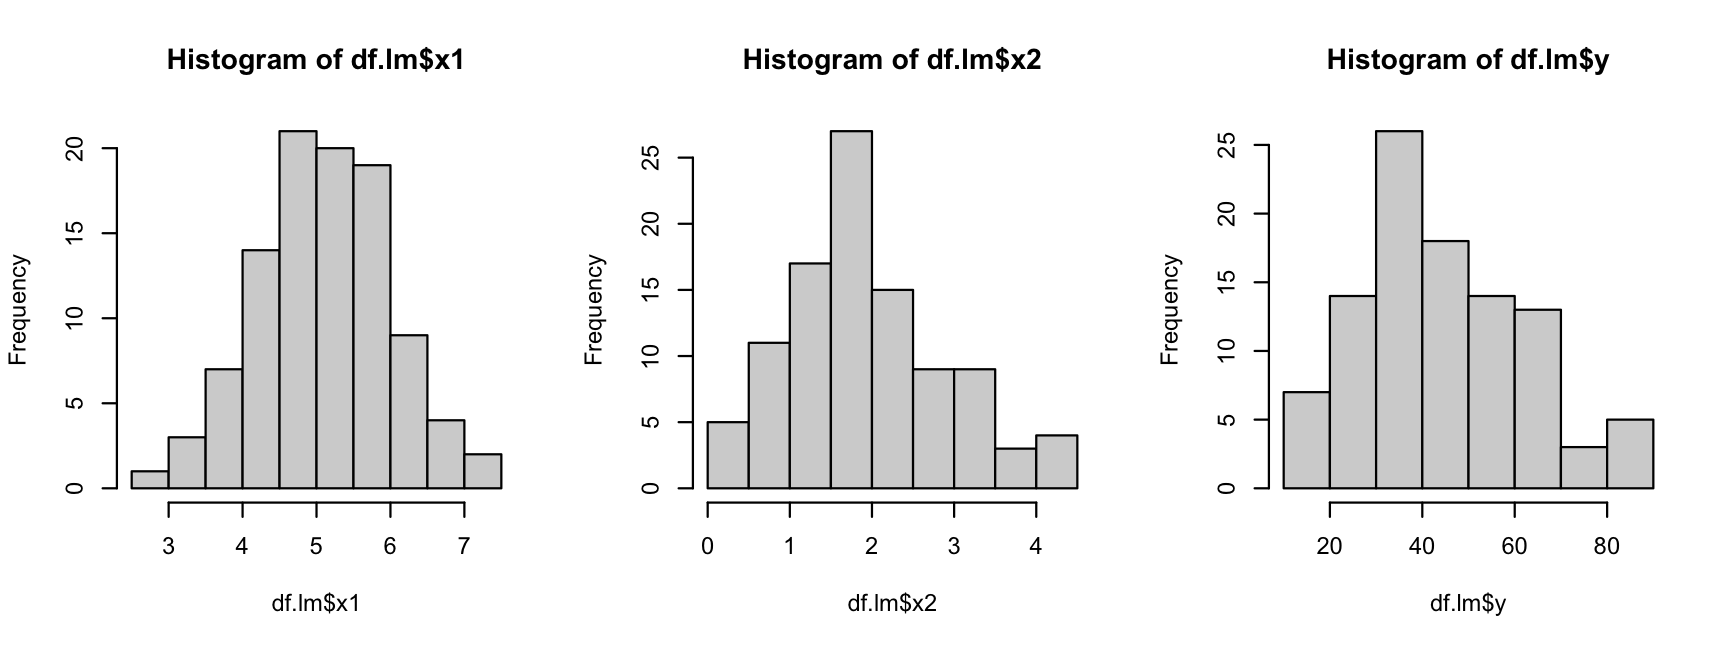 Histogram of df.lm$x1
Frequency
0
5
10
15
20
3 4 5 6 7
df.lm$x1
Histogram of df.lm$x2
Frequency
0
5
10
15
20
25
0 1 2 3 4
df.lm$x2
Histogram of df.lm$y
Frequency
0
5
10
15
20
25
20 40 60 80
df.lm$y